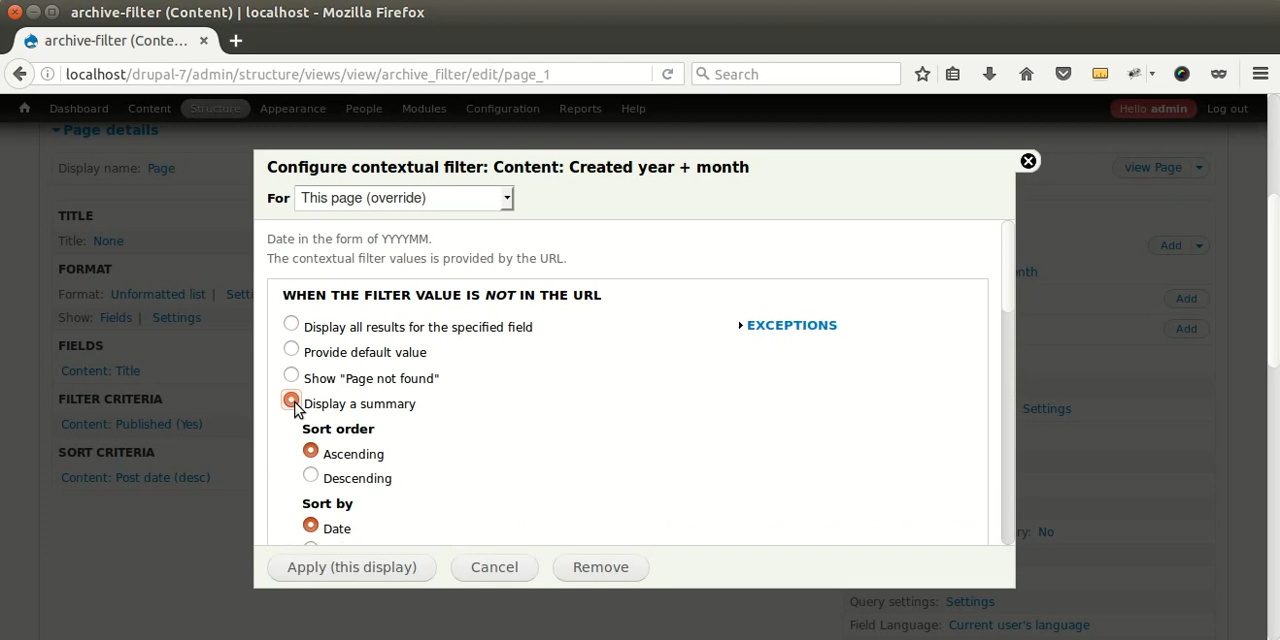 archive-filter (Content) | localhost - Mozilla Firefox
archive-filter (Conte... × +
localhost/drupal-7/admin/structure/views/view/archive_filter/edit/page_1 Search
Dashboard Content Structure Appearance People Modules Configuration Reports Help Hello admin Log out
Page details
Display name: Page view Page
Configure contextual filter: Content: Created year + month
For This page (override)
TITLE
Title: None
FORMAT
Format: Unformatted list |
Show: Fields | Settings
FIELDS
Content: Title
FILTER CRITERIA
Content: Published (Yes)
SORT CRITERIA
Content: Post date (desc)
Date in the form of YYYYMM.
The contextual filter values is provided by the URL.
WHEN THE FILTER VALUE IS NOT IN THE URL
Display all results for the specified field
EXCEPTIONS
Provide default value
Show "Page not found"
Display a summary
Sort order
Ascending
Descending
Sort by
Date
Apply (this display) Cancel Remove
Add
Add
Add
Settings
No
Query settings: Settings
Field Language: Current user's language